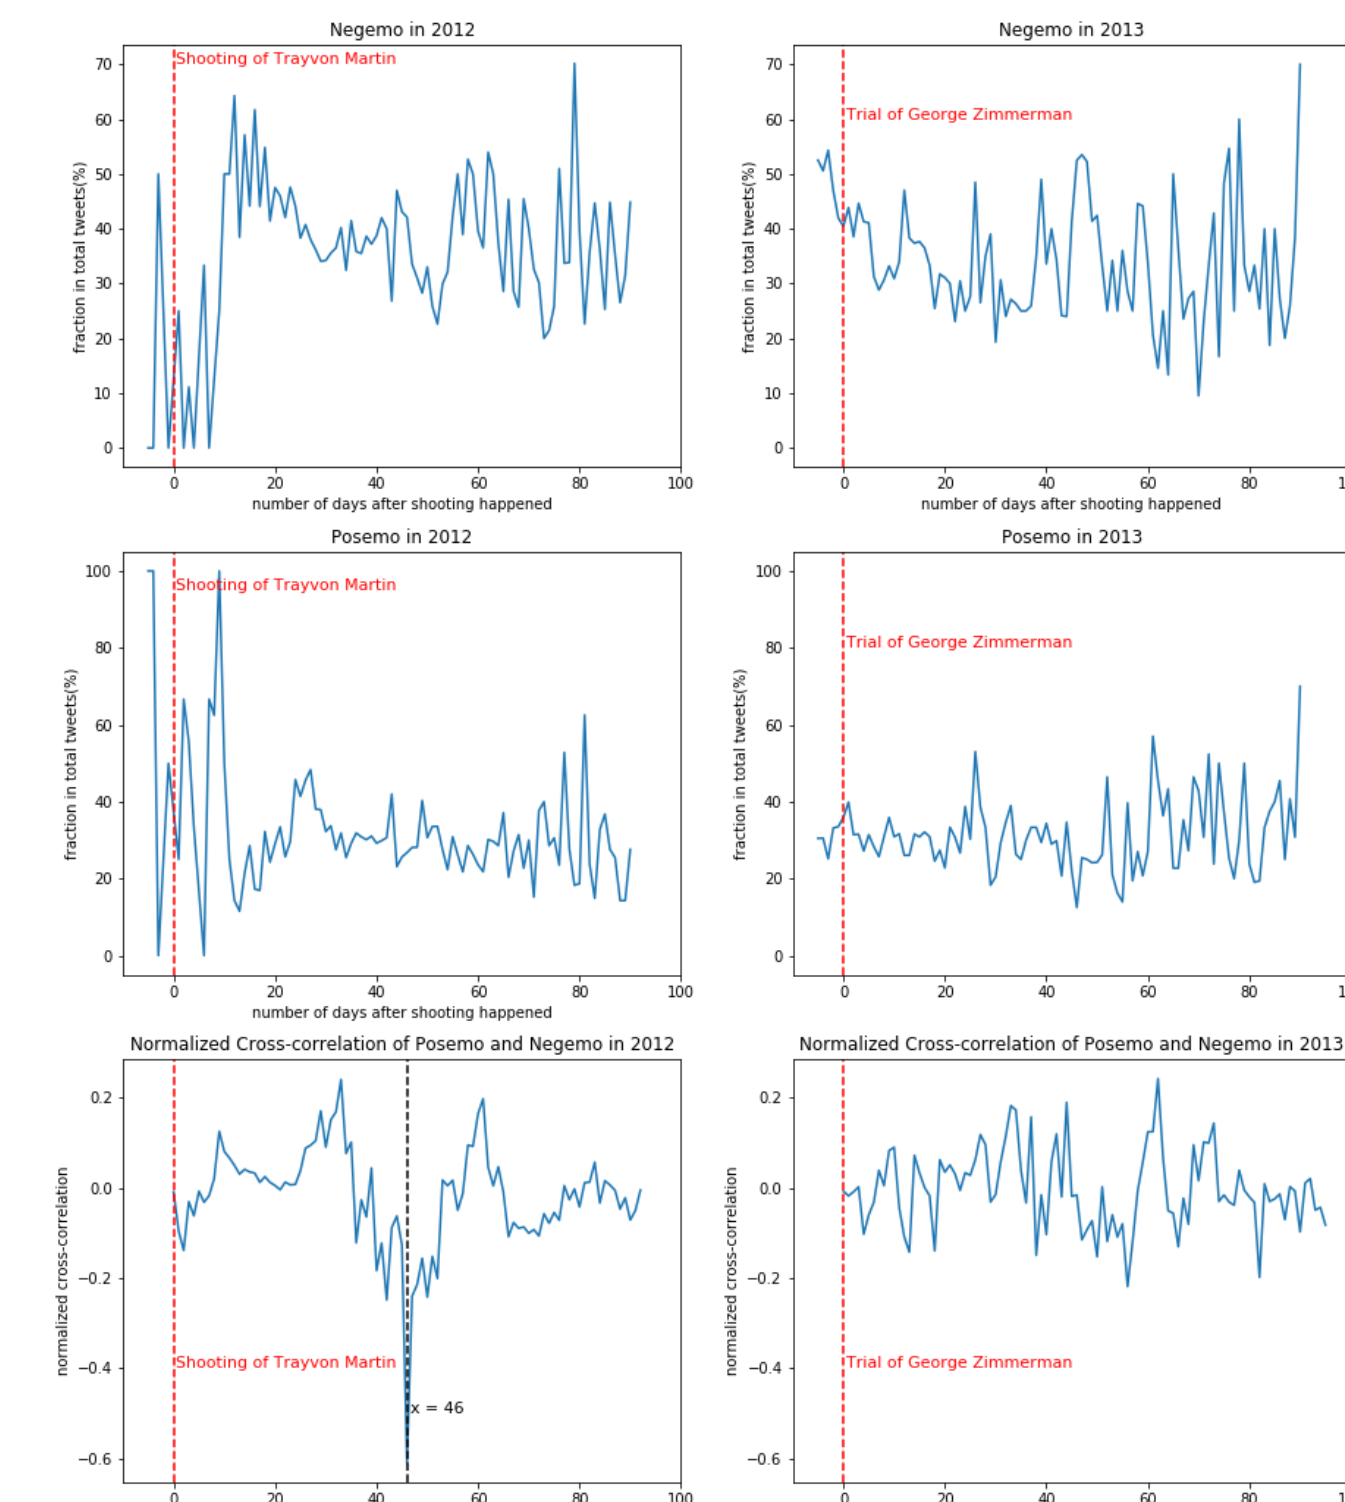 Negemo in 2012
Shooting of Trayvon Martin
fraction in total tweets(%)
70
60
50
40
30
20
10
0
0 20 40 60 80 100
number of days after shooting happened
Negemo in 2013
Trial of George Zimmerman
fraction in total tweets(%)
70
60
50
40
30
20
10
0
0 20 40 60 80 1
number of days after shooting happened
Posemo in 2012
Shooting of Trayvon Martin
fraction in total tweets(%)
100
80
60
40
20
0
0 20 40 60 80 100
number of days after shooting happened
Posemo in 2013
Trial of George Zimmerman
fraction in total tweets(%)
100
80
60
40
20
0
0 20 40 60 80 1
Normalized Cross-correlation of Posemo and Negemo in 2012
normalized cross-correlation
0.2
0.0
−0.2
−0.4
−0.6
Shooting of Trayvon Martin
x = 46
0 20 40 60 80 100
Normalized Cross-correlation of Posemo and Negemo in 2013
normalized cross-correlation
0.2
0.0
−0.2
−0.4
−0.6
Trial of George Zimmerman
0 20 40 60 80 1